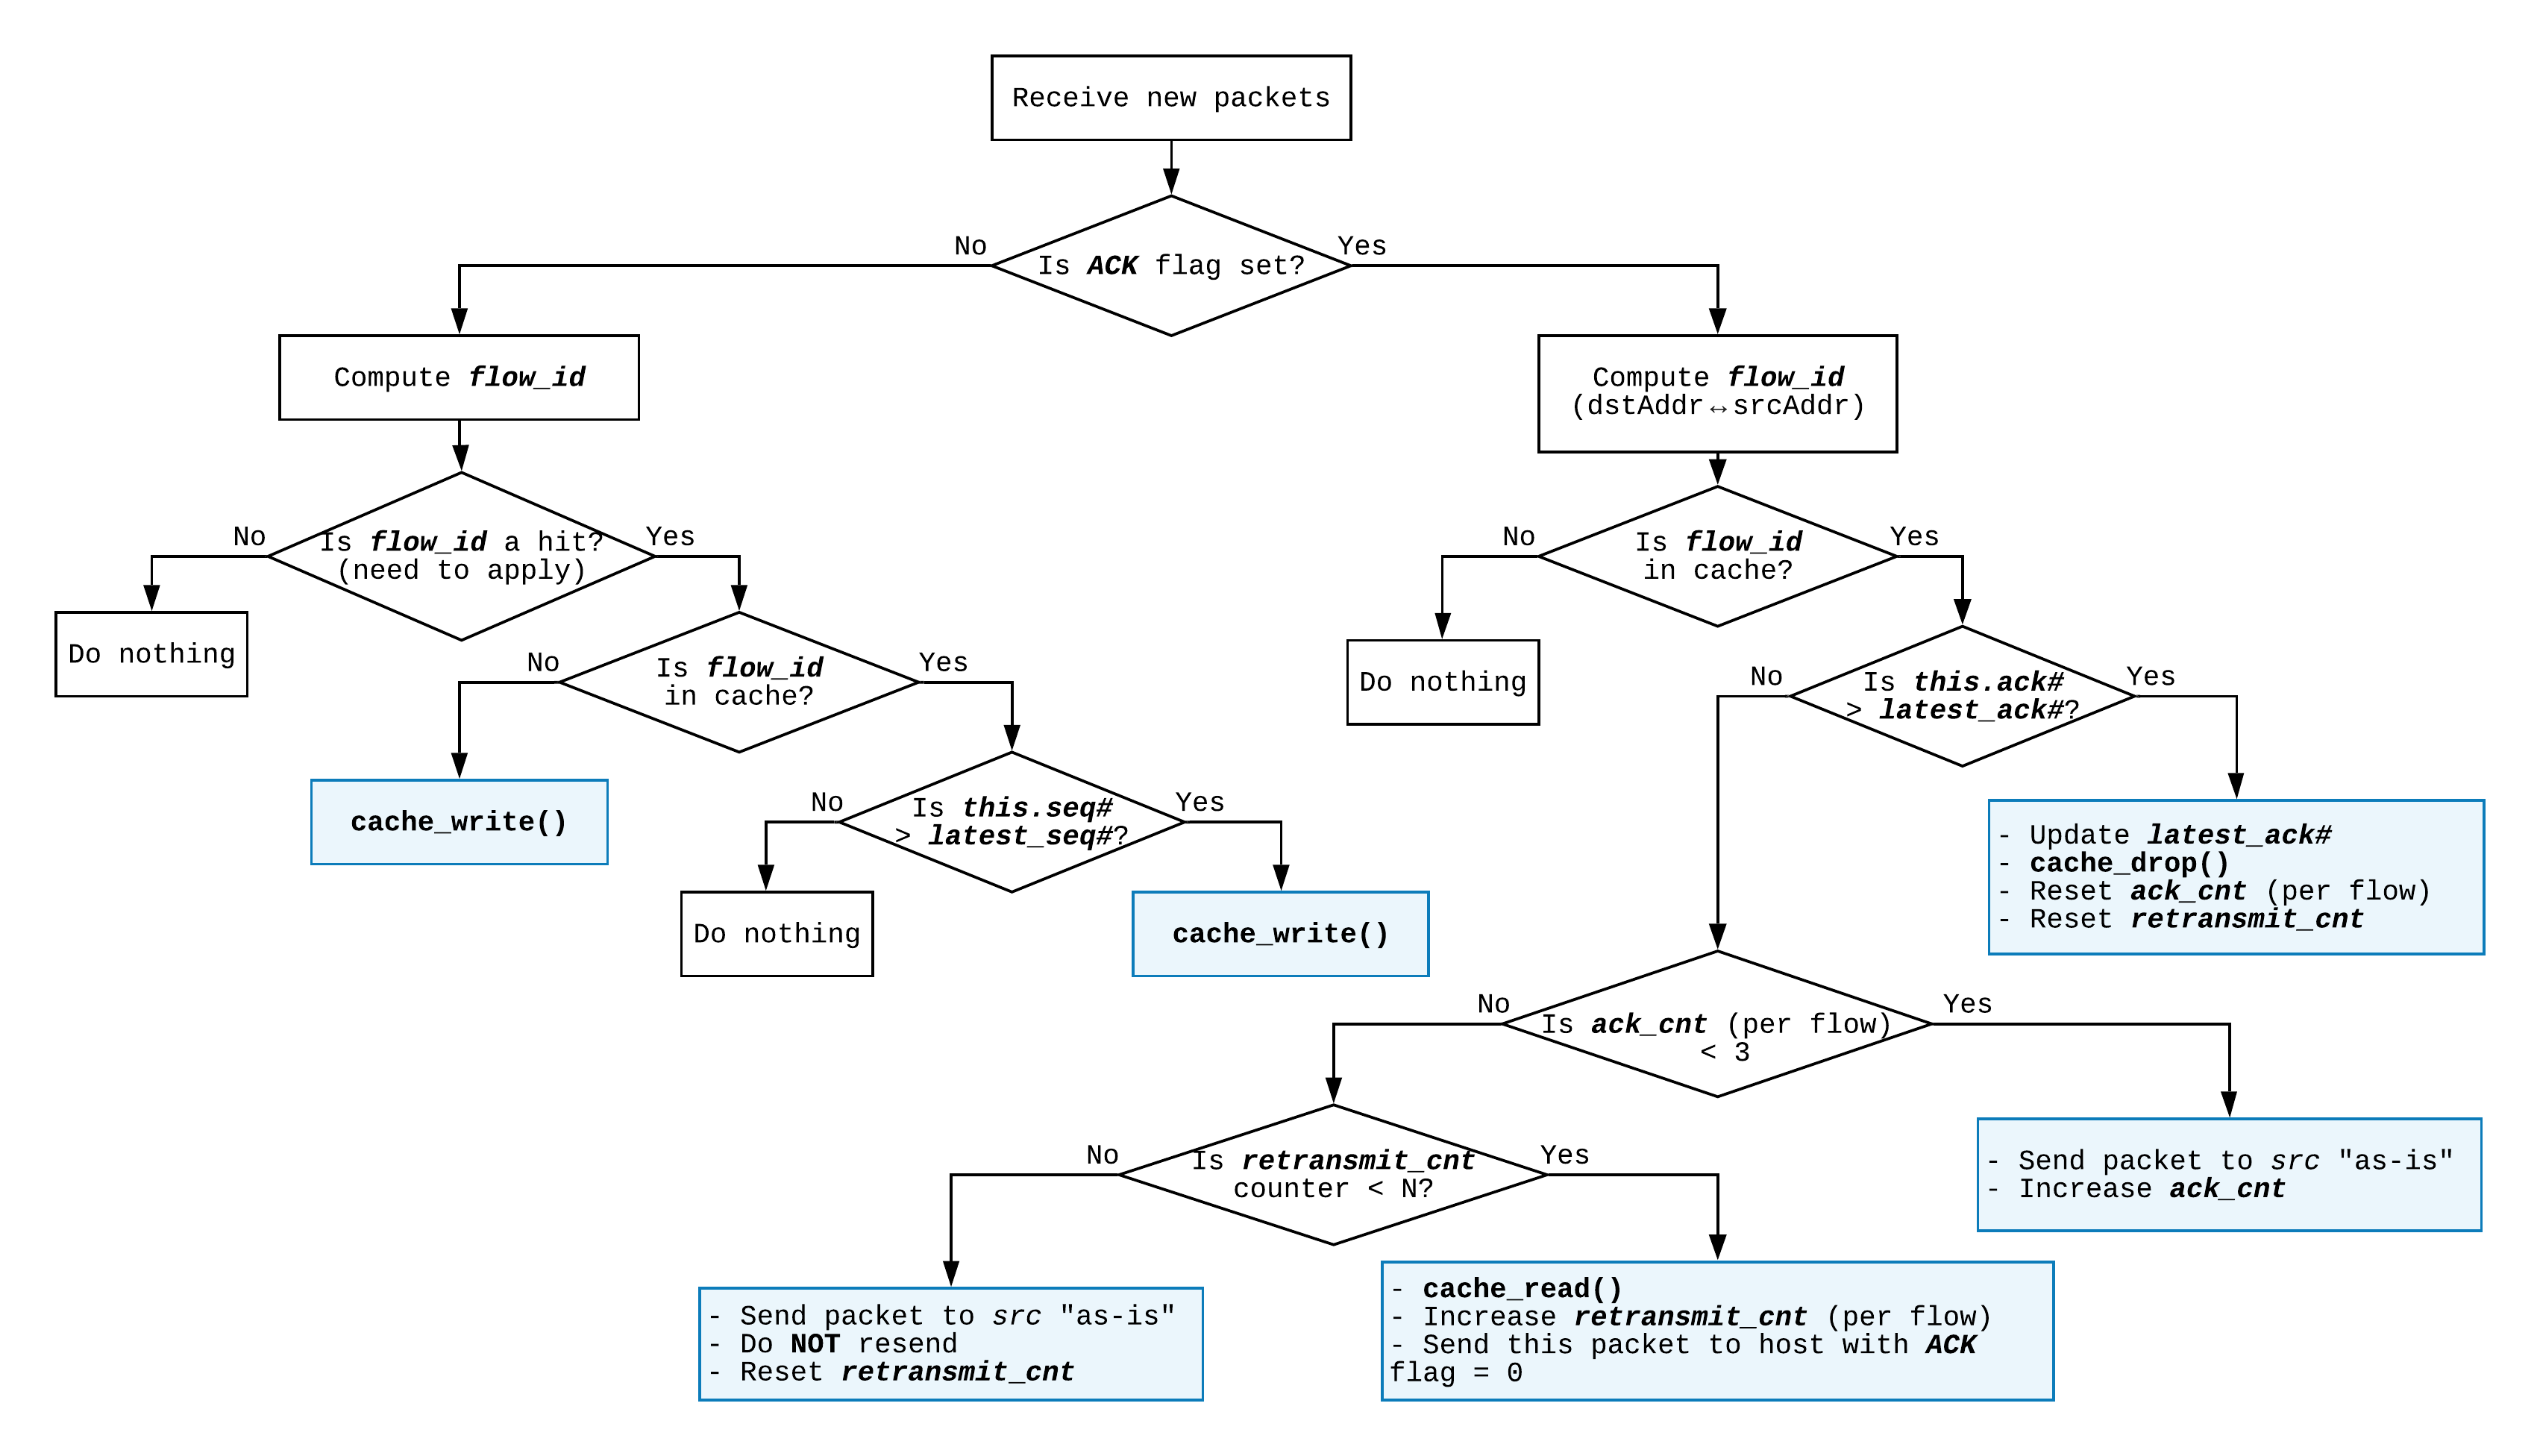 Receive new packets
No
Yes
Is ACK flag set?
Compute flow_id
Compute flow_id
(dstAddr↔srcAddr)
No
Yes
Is flow_id a hit?
(need to apply)
No
Yes
Is flow_id
in cache?
Do nothing
No
Yes
Is flow_id
in cache?
Do nothing
No
Yes
Is this.ack#
> latest_ack#?
cache_write()
No
Yes
Is this.seq#
> latest_seq#?
- Update latest_ack#
- cache_drop()
- Reset ack_cnt (per flow)
- Reset retransmit_cnt
Do nothing
cache_write()
No
Yes
Is ack_cnt (per flow)
< 3
No
Yes
Is retransmit_cnt
counter < N?
- Send packet to src "as-is"
- Increase ack_cnt
- Send packet to src "as-is"
- Do NOT resend
- Reset retransmit_cnt
- cache_read()
- Increase retransmit_cnt (per flow)
- Send this packet to host with ACK
flag = 0